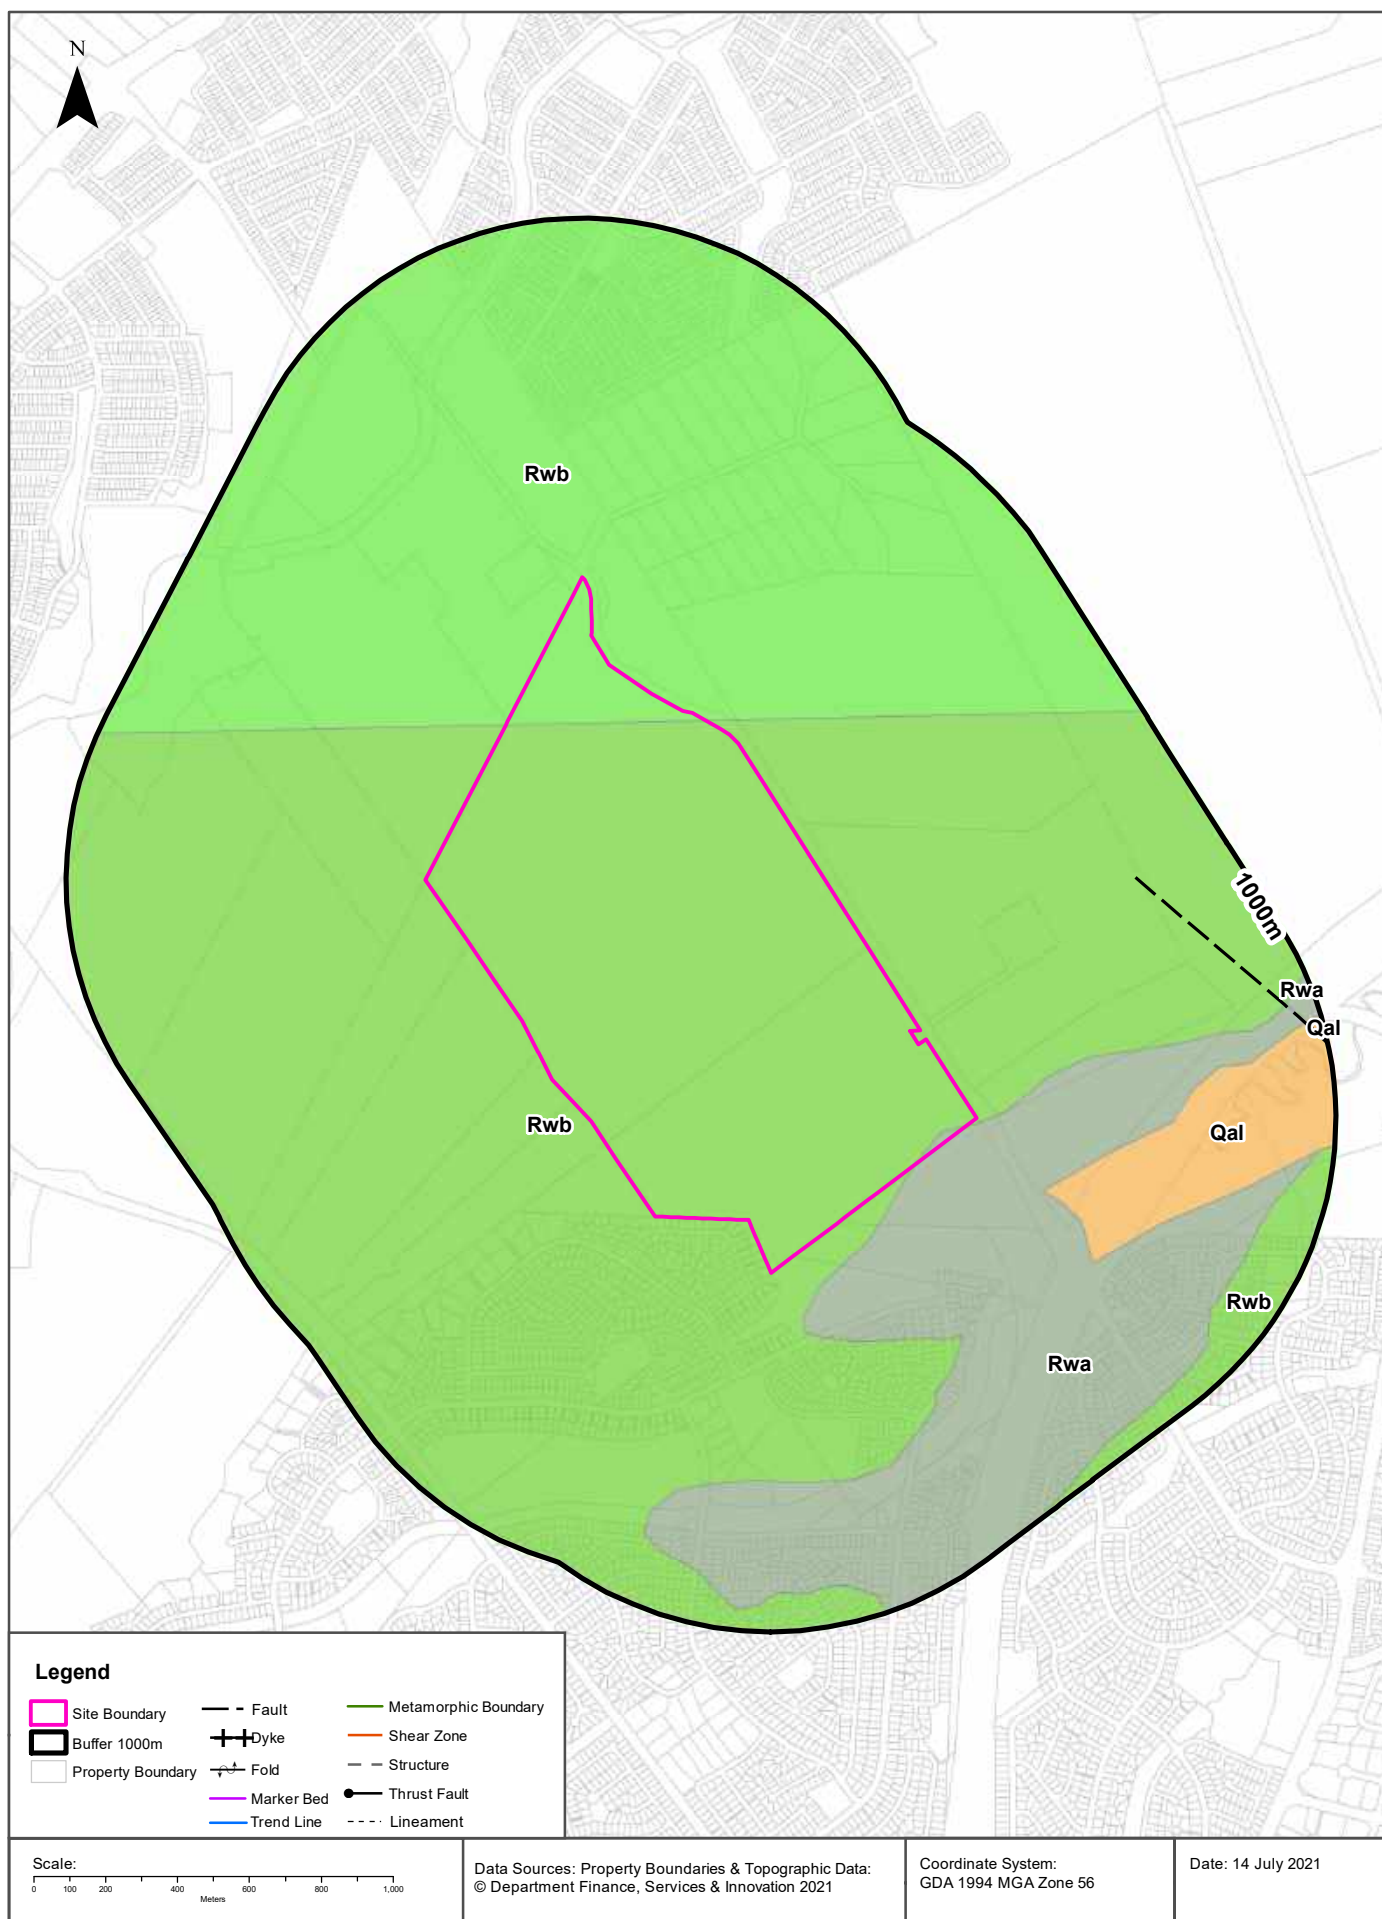 N
Rwb
1000m
Rwa
Qal
Rwb
Qal
Rwb
Rwa
Legend
Site Boundary
Buffer 1000m
Property Boundary
Fault
Dyke
Fold
Marker Bed
Trend Line
Metamorphic Boundary
Shear Zone
Structure
Thrust Fault
Lineament
Scale:
0 100 200 400 600 800 1,000
Meters
Data Sources: Property Boundaries & Topographic Data:
© Department Finance, Services & Innovation 2021
Coordinate System:
GDA 1994 MGA Zone 56
Date: 14 July 2021